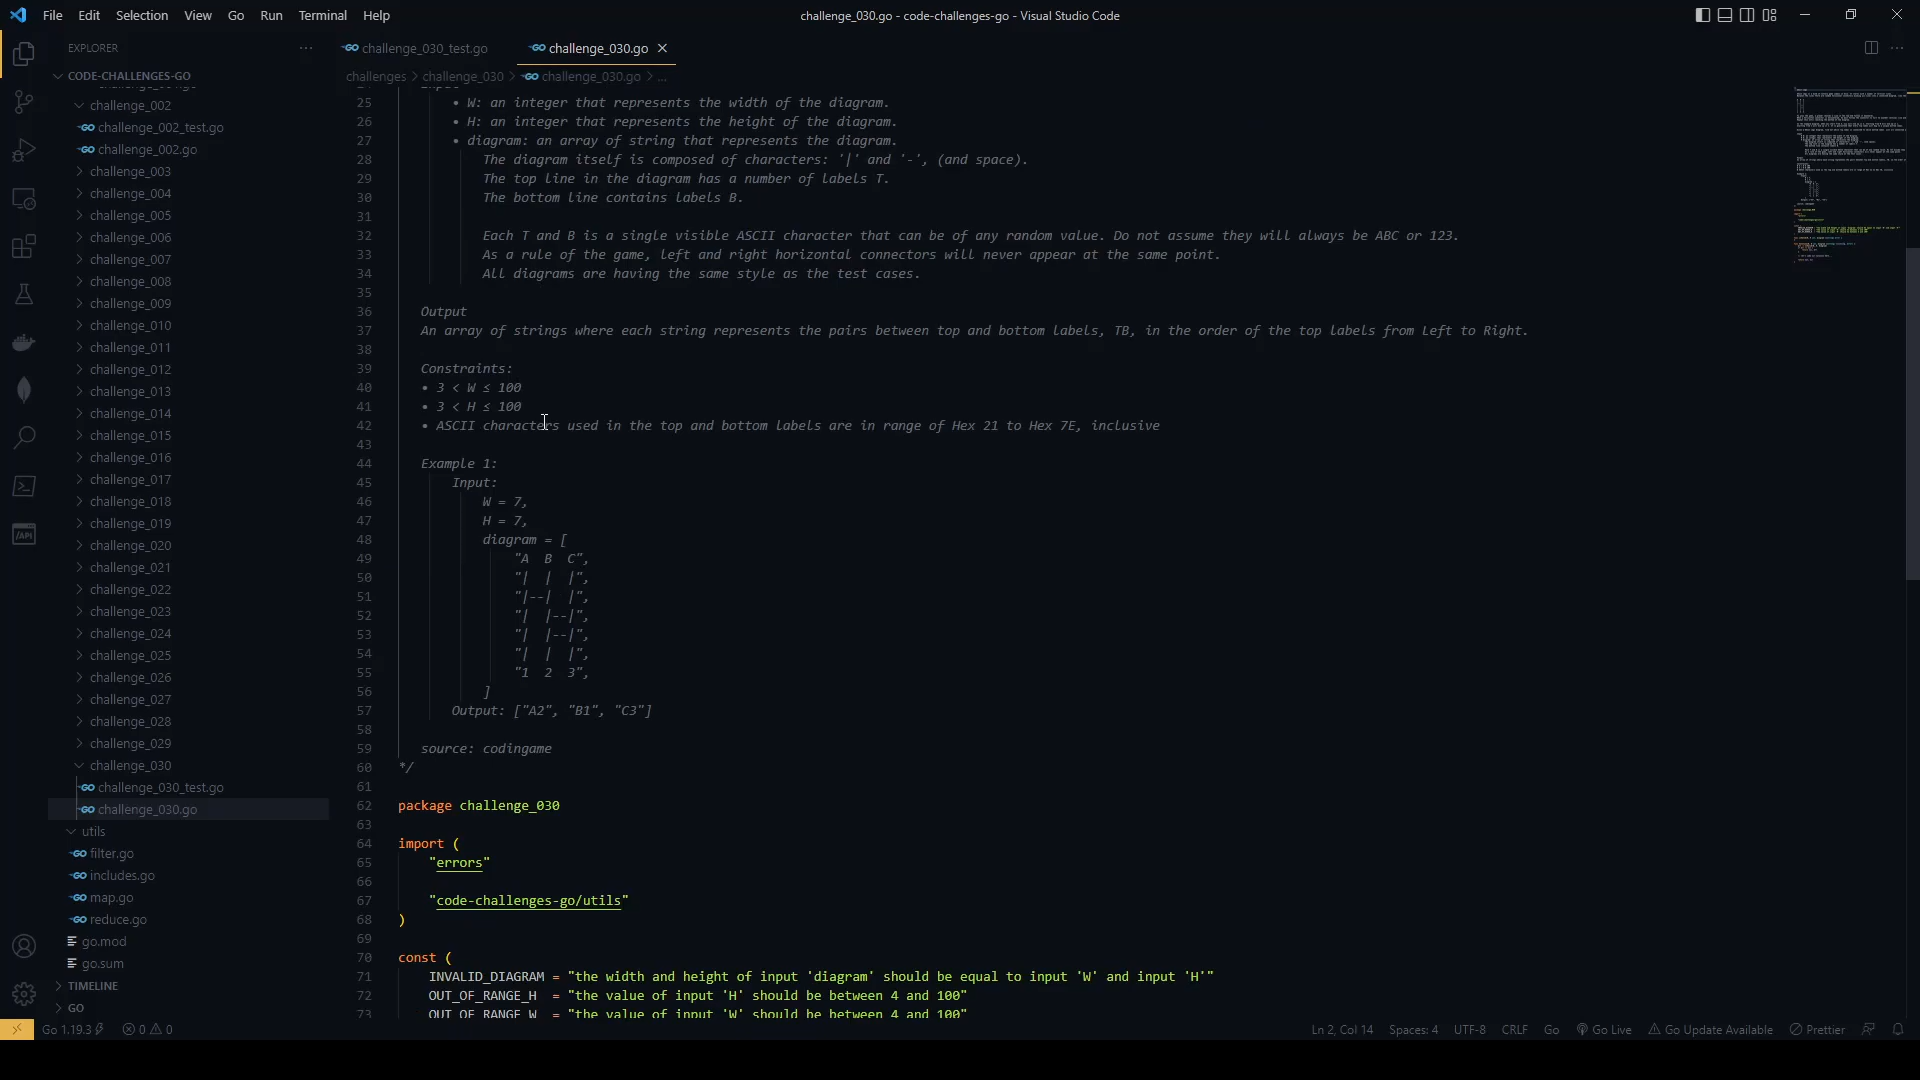 File Edit Selection View Go Run Terminal Help
challenge_030.go - code-challenges-go - Visual Studio Code
EXPLORER
CODE-CHALLENGES-GO
challenge_002
challenge_002_test.go
challenge_002.go
challenge_003
challenge_004
challenge_005
challenge_006
challenge_007
challenge_008
challenge_009
challenge_010
challenge_011
challenge_012
challenge_013
challenge_014
challenge_015
challenge_016
challenge_017
challenge_018
challenge_019
challenge_020
challenge_021
challenge_022
challenge_023
challenge_024
challenge_025
challenge_026
challenge_027
challenge_028
challenge_029
challenge_030
challenge_030_test.go
challenge_030.go
utils
filter.go
includes.go
map.go
reduce.go
go.mod
go.sum
TIMELINE
GO
challenge_030_test.go challenge_030.go
challenges > challenge_030 > challenge_030.go > ...
25 • W: an integer that represents the width of the diagram.
26 • H: an integer that represents the height of the diagram.
27 • diagram: an array of string that represents the diagram.
28 The diagram itself is composed of characters: '|' and '-', (and space).
29 The top line in the diagram has a number of labels T.
30 The bottom line contains labels B.
31
32 Each T and B is a single visible ASCII character that can be of any random value. Do not assume they will always be ABC or 123.
33 As a rule of the game, left and right horizontal connectors will never appear at the same point.
34 All diagrams are having the same style as the test cases.
35
36 Output
37 An array of strings where each string represents the pairs between top and bottom labels, TB, in the order of the top labels from Left to Right.
38
39 Constraints:
40 • 3 < W ≤ 100
41 • 3 < H ≤ 100
42 • ASCII characters used in the top and bottom labels are in range of Hex 21 to Hex 7E, inclusive
43
44 Example 1:
45 Input:
46 W = 7,
47 H = 7,
48 diagram = [
49 "A  B  C",
50 "|  |  |",
51 "|--|  |",
52 "|  |--|",
53 "|  |--|",
54 "|  |  |",
55 "1  2  3",
56 ]
57 Output: ["A2", "B1", "C3"]
58
59 source: codingame
60 */
61
62 package challenge_030
63
64 import (
65 "errors"
66
67 "code-challenges-go/utils"
68 )
69
70 const (
71 INVALID_DIAGRAM = "the width and height of input 'diagram' should be equal to input 'W' and input 'H'"
72 OUT_OF_RANGE_H = "the value of input 'H' should be between 4 and 100"
73 OUT_OF_RANGE_W = "the value of input 'W' should be between 4 and 100"
Go 1.19.3 0 0 Ln 2, Col 14 Spaces: 4 UTF-8 CRLF Go Go Live Go Update Available Prettier